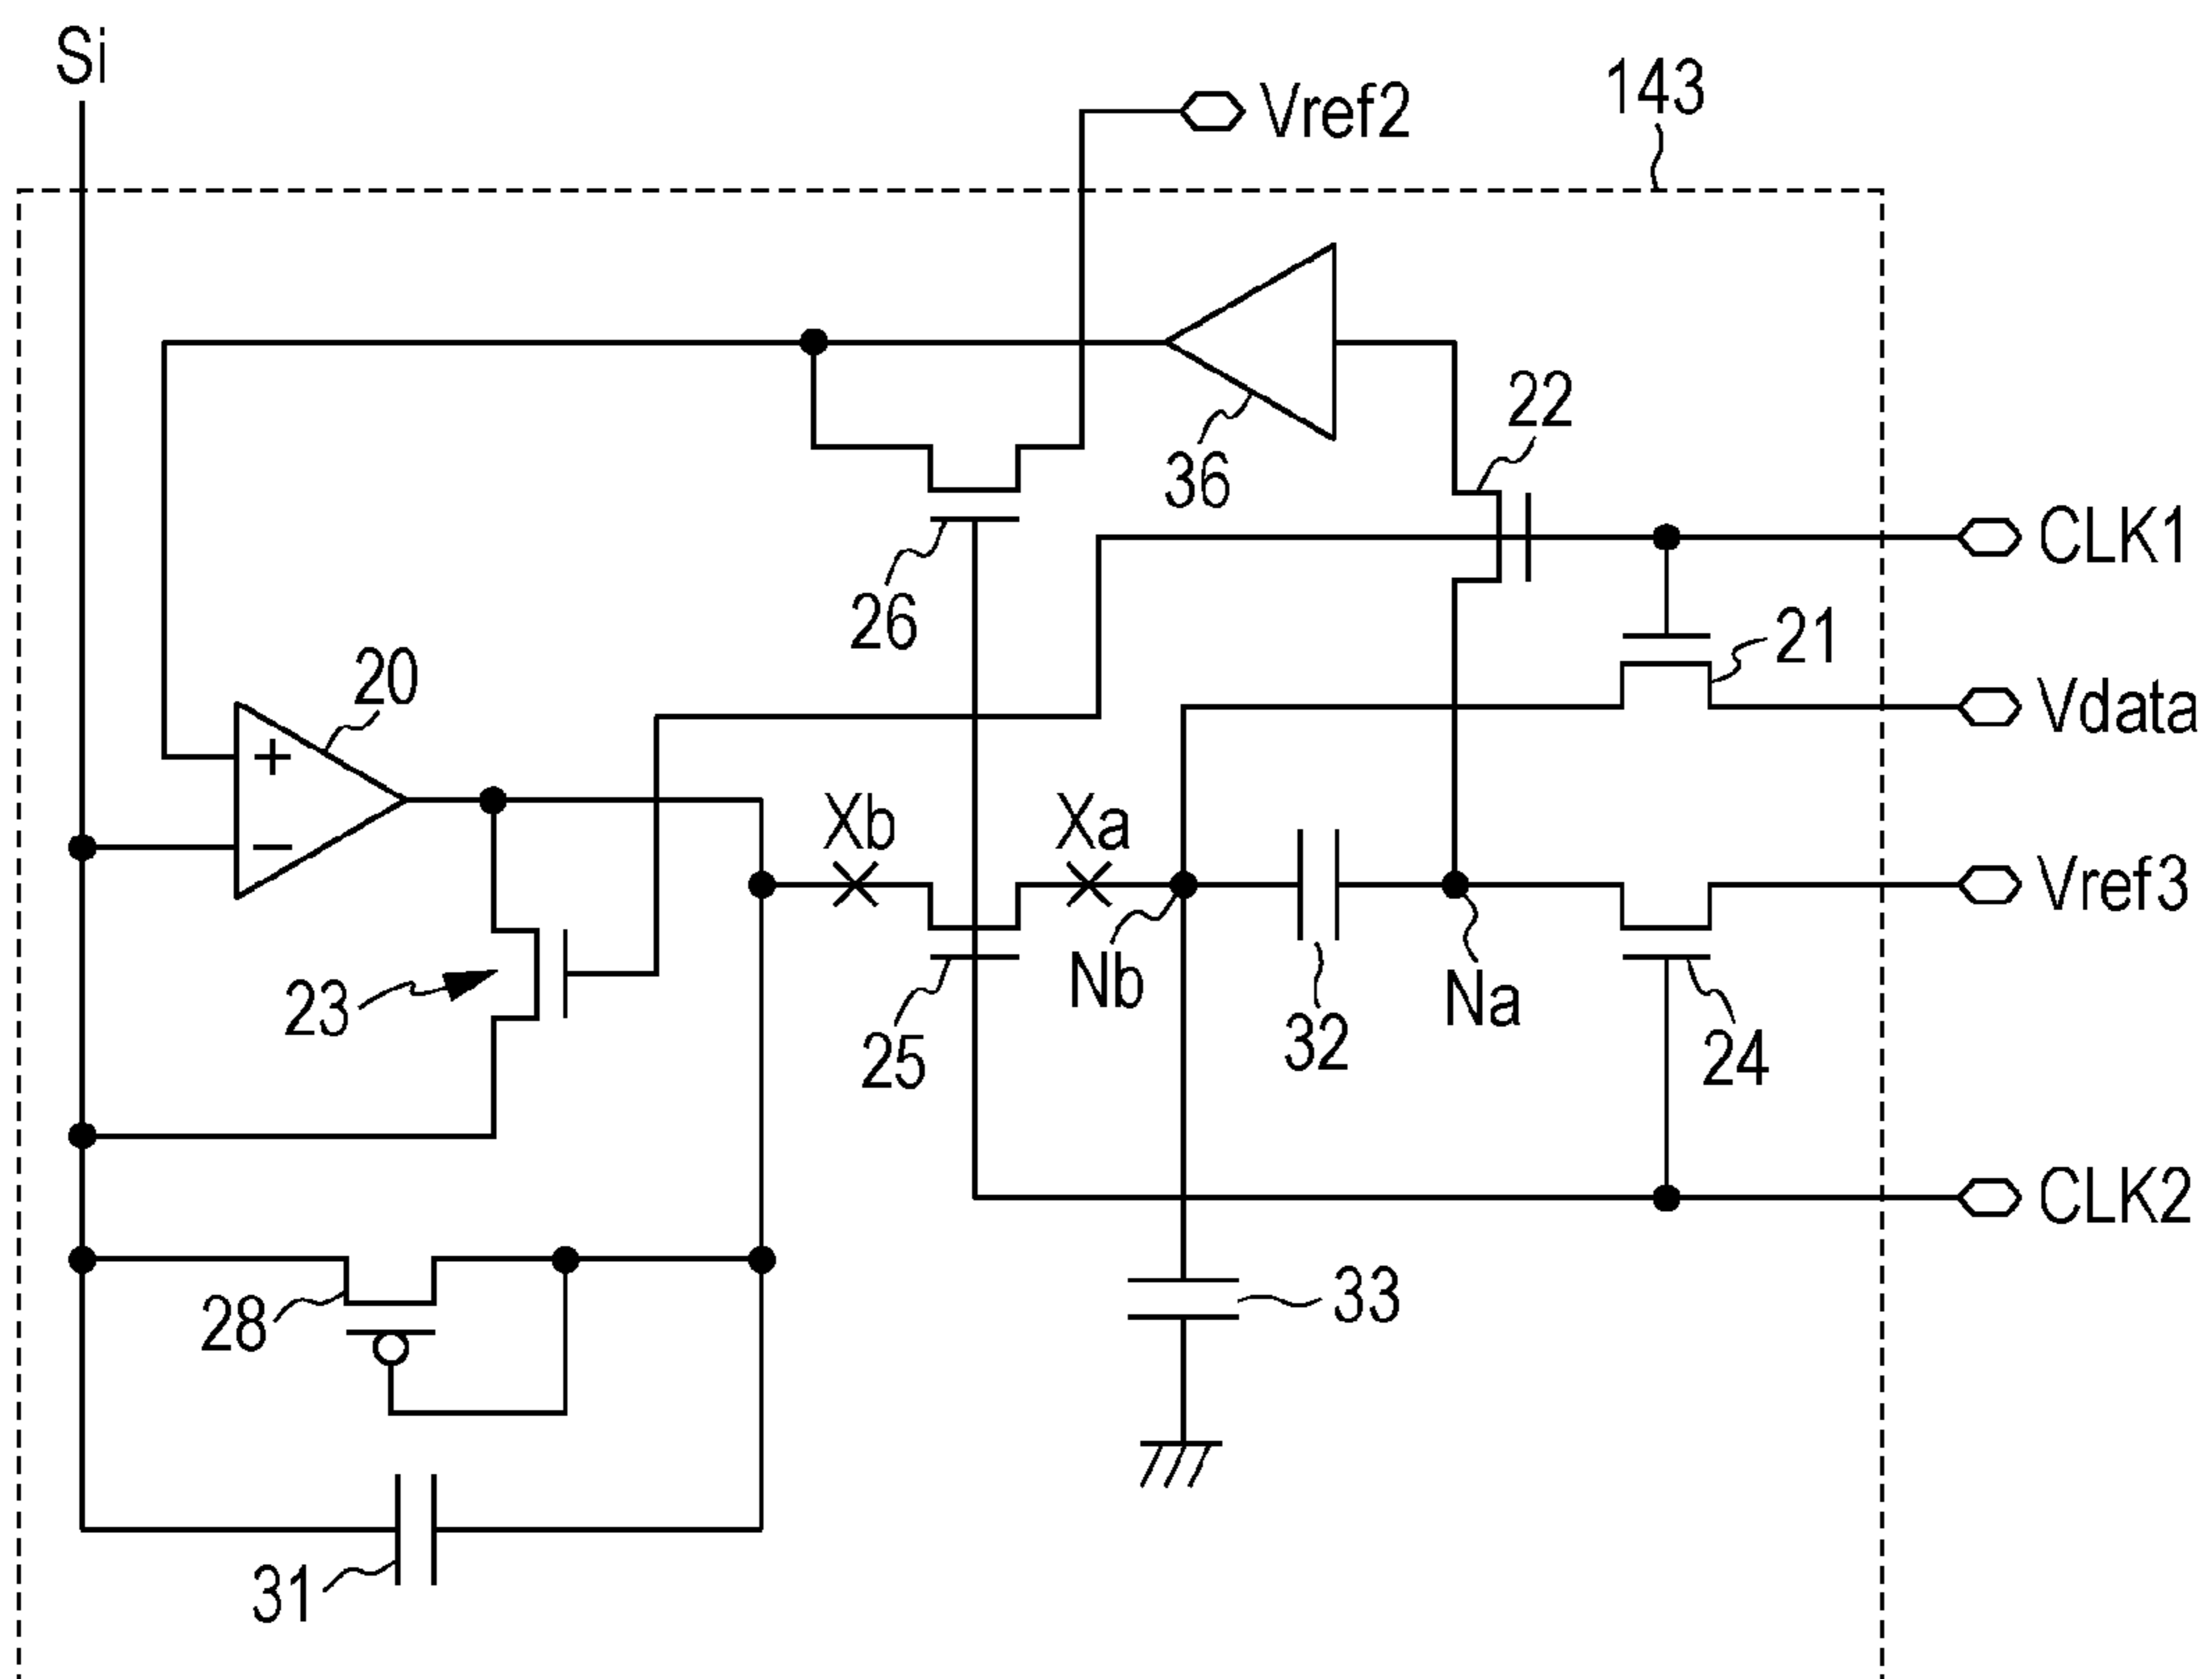 Si
Vref2
143
22
36
CLK1
26
21
20
Vdata
Xb
Xa
Vref3
+
−
Nb
Na
23
32
25
24
CLK2
28
33
31